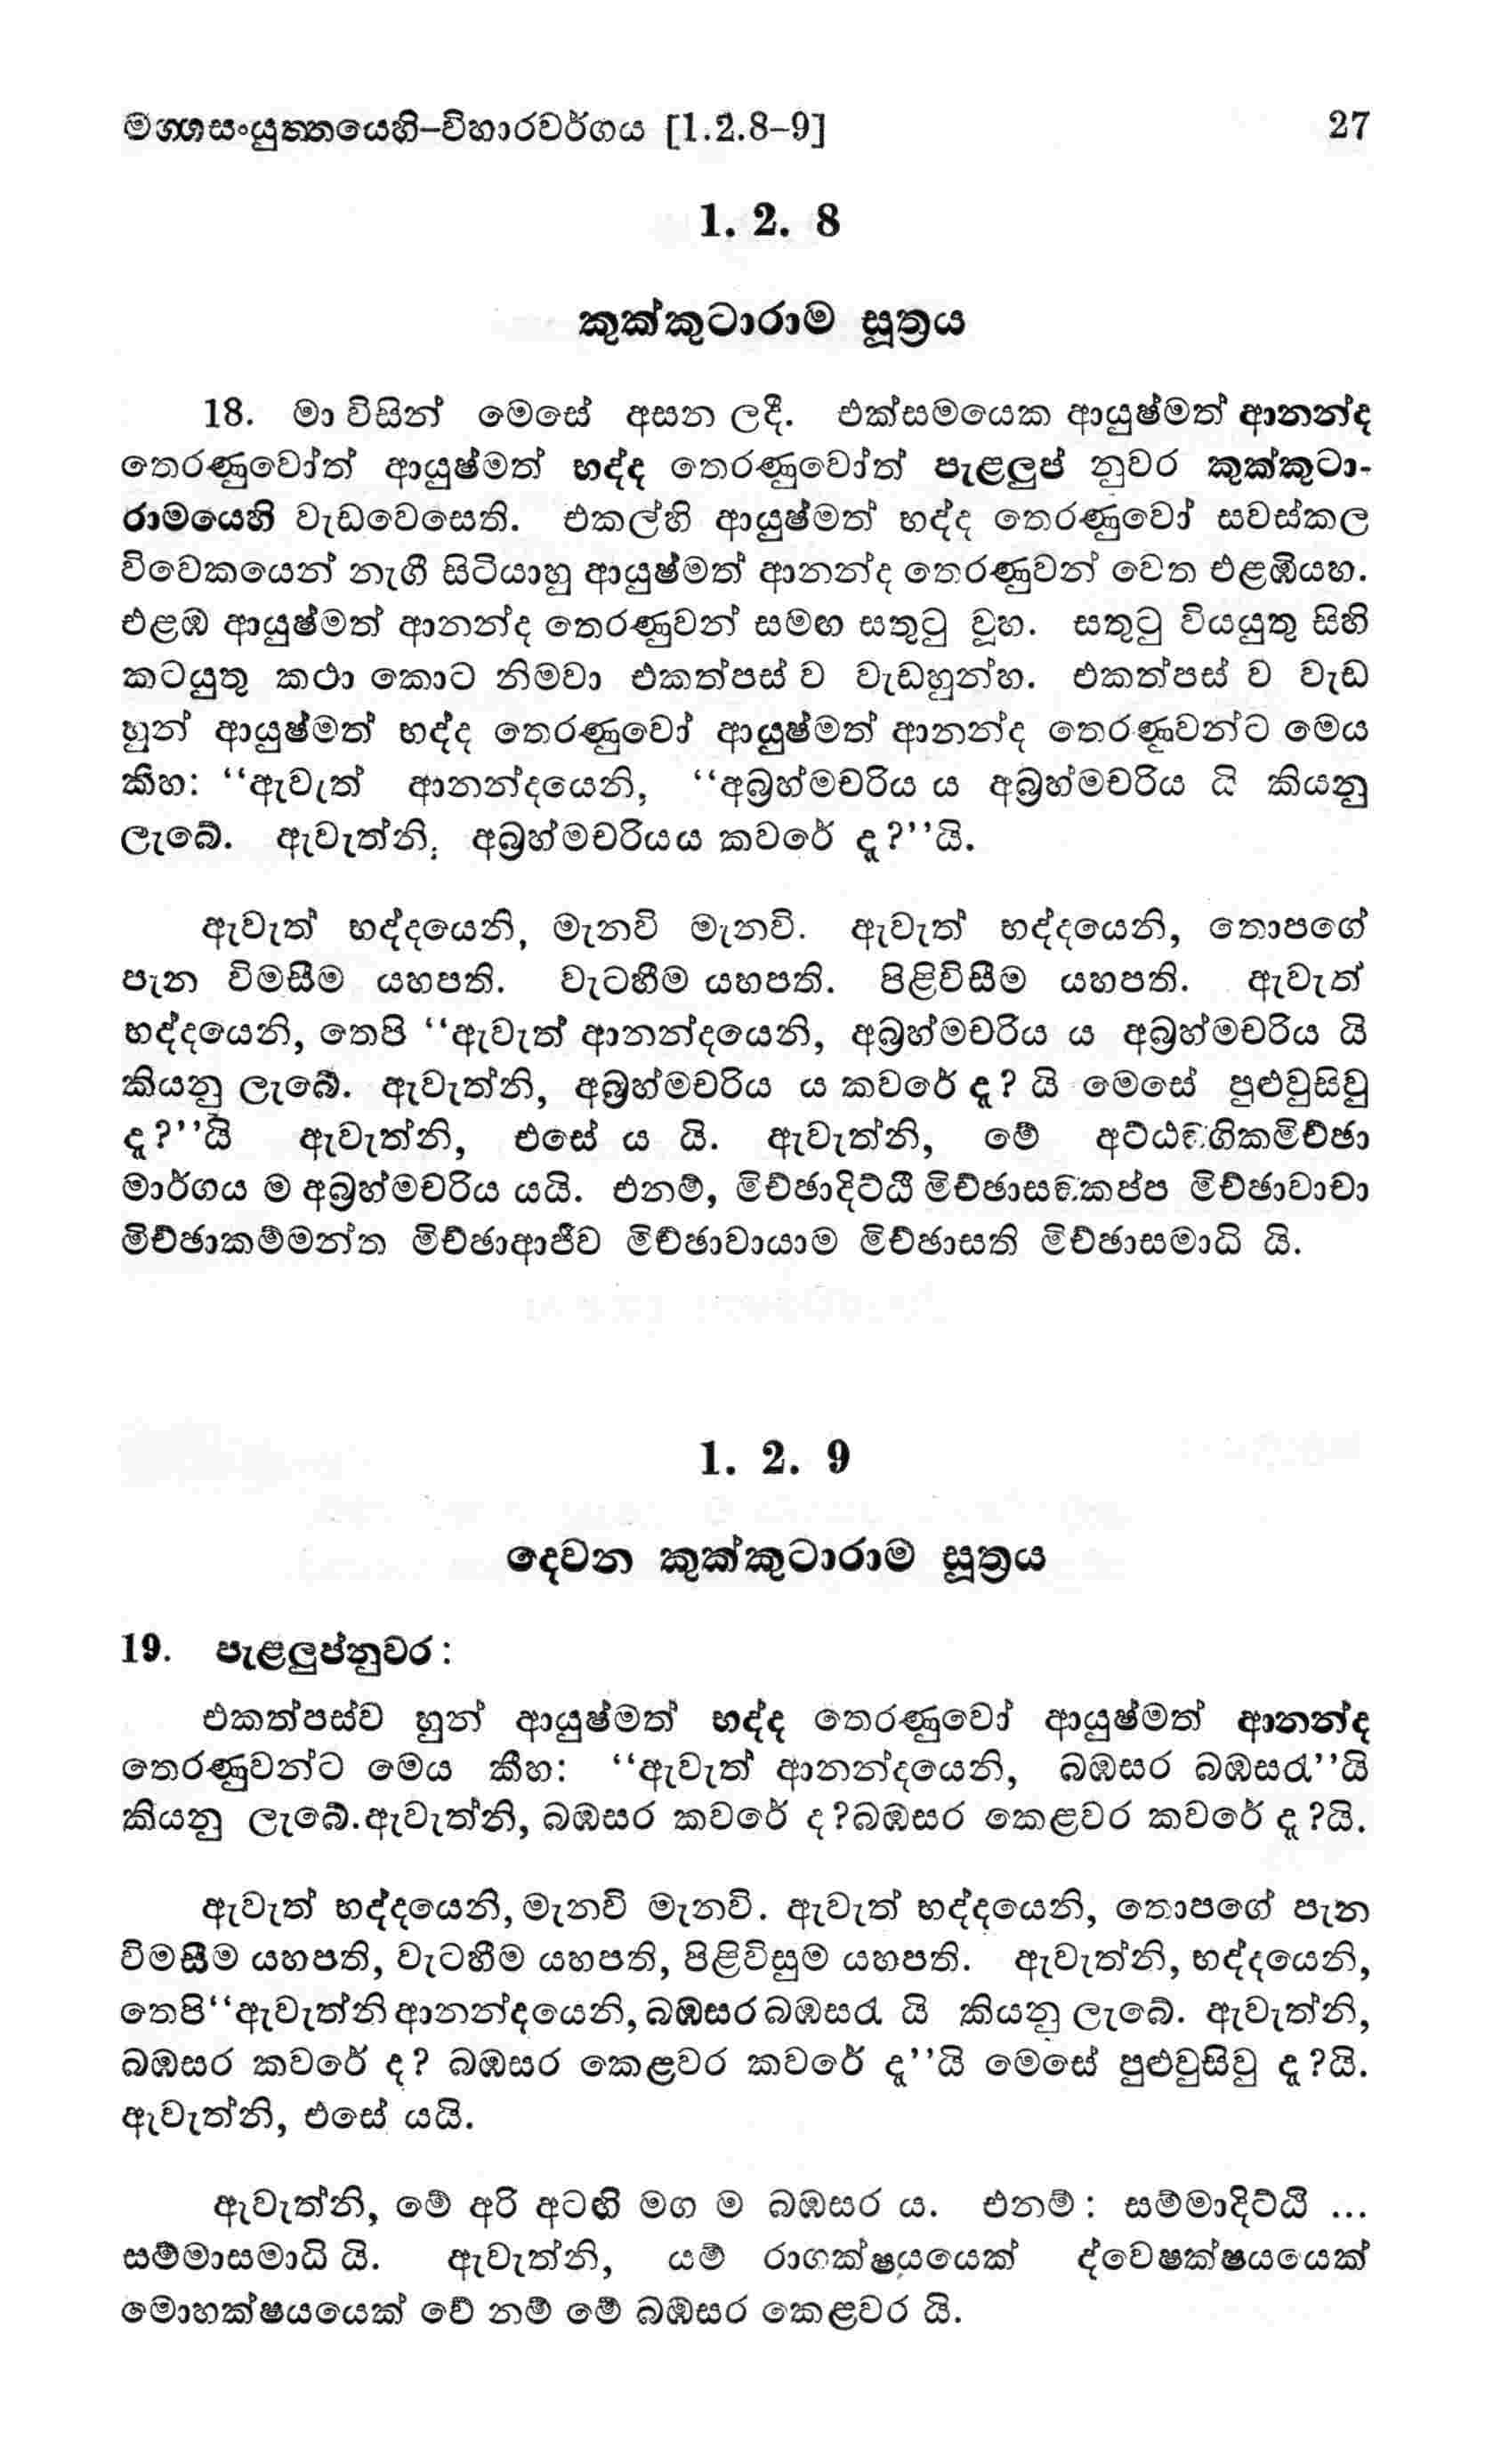 මග්ගසංයුත්තයෙහි–විහාරවර්ගය [1.2.8–9] 27
1. 2. 8
කුක්කුටාරාම සූත්‍රය
18. මා විසින් මෙසේ අසන ලදී. එක්සමයෙක ආයුෂ්මත් ආනන්ද
තෙරණුවෝත් ආයුෂ්මත් භද්ද තෙරණුවෝත් පැළලුප් නුවර කුක්කුටා-
රාමයෙහි වැඩවෙසෙති. එකල්හි ආයුෂ්මත් භද්ද තෙරණුවෝ සවස්කල
විවෙකයෙන් නැගී සිටියාහු ආයුෂ්මත් ආනන්ද තෙරණුවන් වෙත එළඹියහ.
එළඹ ආයුෂ්මත් ආනන්ද තෙරණුවන් සමඟ සතුටු වූහ. සතුටු වියයුතු සිහි
කටයුතු කථා කොට නිමවා එකත්පස් ව වැඩහුන්හ. එකත්පස් ව වැඩ
හුන් ආයුෂ්මත් භද්ද තෙරණුවෝ ආයුෂ්මත් ආනන්ද තෙරණුවන්ට මෙය
කීහ: “ඇවැත් ආනන්දයෙනි, “අබ්‍රහ්මචරිය ය අබ්‍රහ්මචරිය යි කියනු
ලැබේ. ඇවැත්නි, අබ්‍රහ්මචරියය කවරේ දැ?”යි.
ඇවැත් භද්දයෙනි, මැනවි මැනවි. ඇවැත් භද්දයෙනි, තොපගේ
පැන විමසීම යහපති. වැටහීම යහපති. පිළිවිසීම යහපති. ඇවැත්
භද්දයෙනි, තෙපි “ඇවැත් ආනන්දයෙනි, අබ්‍රහ්මචරිය ය අබ්‍රහ්මචරිය යි
කියනු ලැබේ. ඇවැත්නි, අබ්‍රහ්මචරිය ය කවරේ දැ? යි මෙසේ පුළුවුසිවු
දැ?”යි ඇවැත්නි, එසේ ය යි. ඇවැත්නි, මේ අට්ඨඞ්ගිකමිච්ඡා
මාර්ගය ම අබ්‍රහ්මචරිය යයි. එනම්, මිච්ඡාදිට්ඨි මිච්ඡාසඞ්කප්ප මිච්ඡාවාචා
මිච්ඡාකම්මන්ත මිච්ඡාආජීව මිච්ඡාවායාම මිච්ඡාසති මිච්ඡාසමාධි යි.
1. 2. 9
දෙවන කුක්කුටාරාම සූත්‍රය
19. පැළලුප්නුවර:
එකත්පස්ව හුන් ආයුෂ්මත් භද්ද තෙරණුවෝ ආයුෂ්මත් ආනන්ද
තෙරණුවන්ට මෙය කීහ: “ඇවැත් ආනන්දයෙනි, බඹසර බඹසරැ”යි
කියනු ලැබේ.ඇවැත්නි, බඹසර කවරේ ද?බඹසර කෙළවර කවරේ දැ?යි.
ඇවැත් භද්දයෙනි, මැනවි මැනවි. ඇවැත් භද්දයෙනි, තොපගේ පැන
විමසීම යහපති, වැටහීම යහපති, පිළිවිසුම යහපති. ඇවැත්නි, භද්දයෙනි,
තෙපි“ඇවැත්නි ආනන්දයෙනි, බඹසර බඹසරැ යි කියනු ලැබේ. ඇවැත්නි,
බඹසර කවරේ ද? බඹසර කෙළවර කවරේ දැ”යි මෙසේ පුළුවුසිවු දැ?යි.
ඇවැත්නි, එසේ යයි.
ඇවැත්නි, මේ අරි අටඟි මග ම බඹසර ය. එනම්: සම්මාදිට්ඨි ...
සම්මාසමාධි යි. ඇවැත්නි, යම් රාගක්ෂයයෙක් ද්වෙෂක්ෂයයෙක්
මොහක්ෂයයෙක් වේ නම් මේ බඹසර කෙළවර යි.